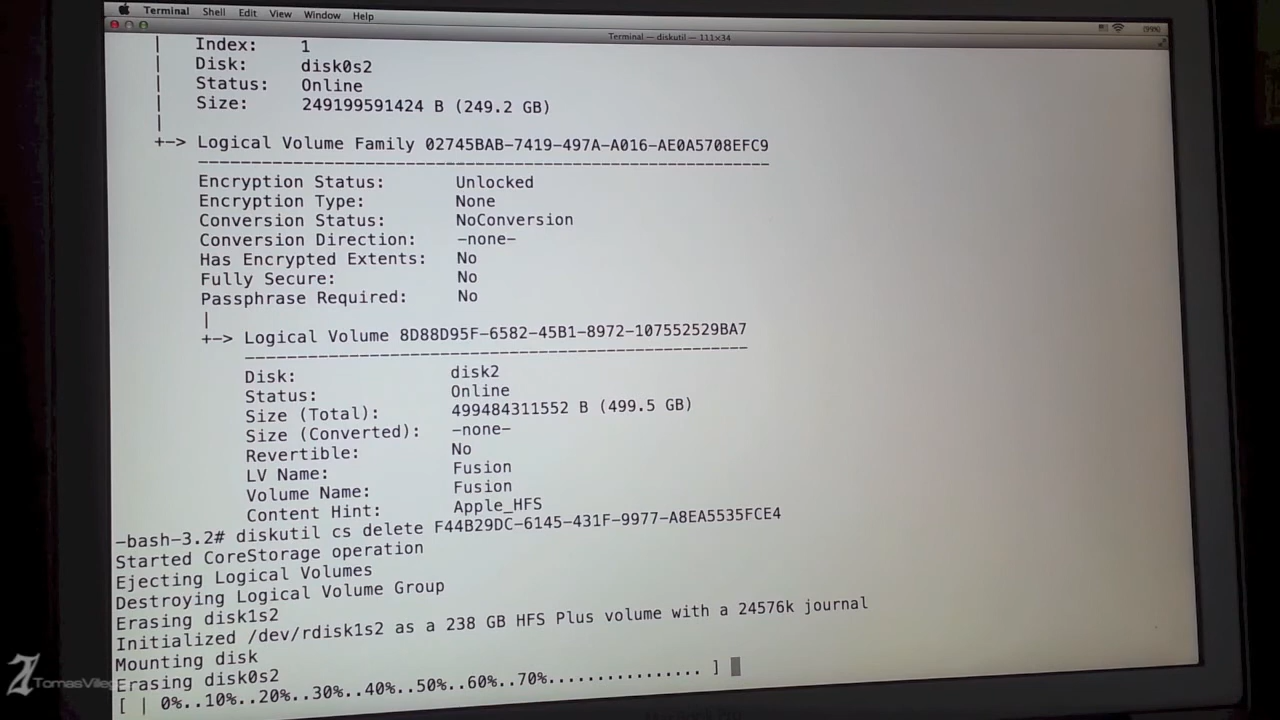 Terminal Shell Edit View Window Help
(99%)
Terminal — diskutil — 111×34
| Index: 1
| Disk: disk0s2
| Status: Online
| Size: 249199591424 B (249.2 GB)
|
+-> Logical Volume Family 02745BAB-7419-497A-A016-AE0A5708EFC9
----------------------------------------------------------
Encryption Status: Unlocked
Encryption Type: None
Conversion Status: NoConversion
Conversion Direction: -none-
Has Encrypted Extents: No
Fully Secure: No
Passphrase Required: No
|
+-> Logical Volume 8D88D95F-6582-45B1-8972-107552529BA7
---------------------------------------------------
Disk: disk2
Status: Online
Size (Total): 499484311552 B (499.5 GB)
Size (Converted): -none-
Revertible: No
LV Name: Fusion
Volume Name: Fusion
Content Hint: Apple_HFS
-bash-3.2# diskutil cs delete F44B29DC-6145-431F-9977-A8EA5535FCE4
Started CoreStorage operation
Ejecting Logical Volumes
Destroying Logical Volume Group
Erasing disk1s2
Initialized /dev/rdisk1s2 as a 238 GB HFS Plus volume with a 24576k journal
Mounting disk
Erasing disk0s2
[ | 0%..10%..20%..30%..40%..50%..60%..70%................ ]
TomasVilleg